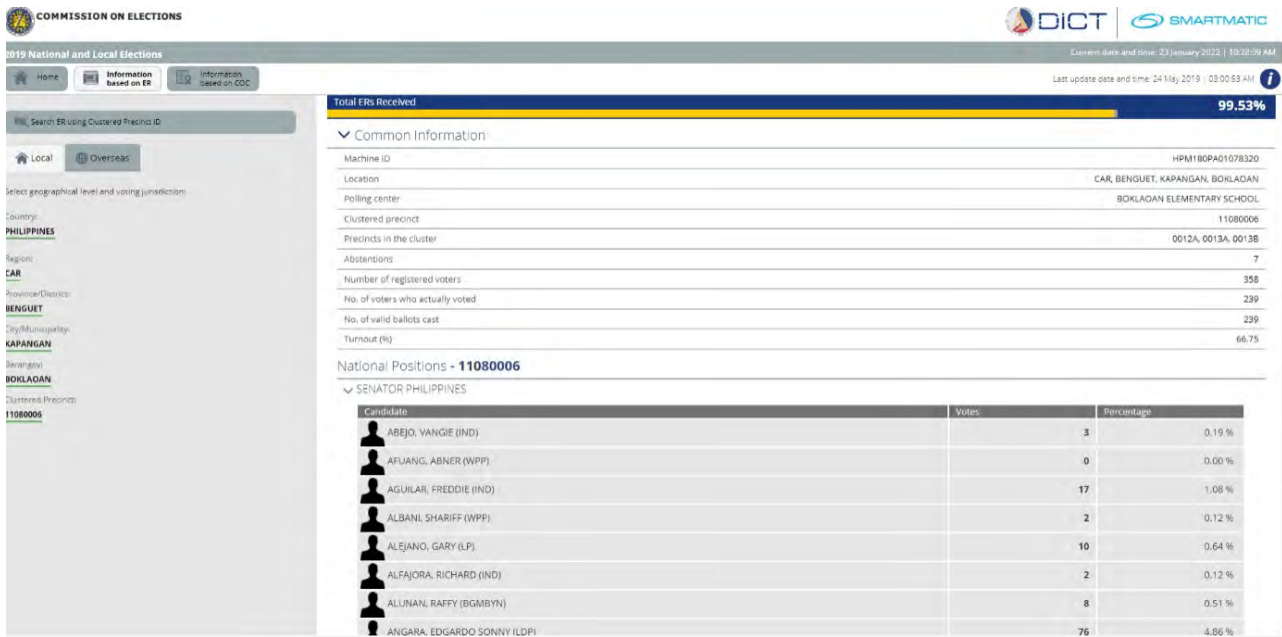 COMMISSION ON ELECTIONS
DICT
SMARTMATIC
2019 National and Local Elections
Current date and time: 23 January 2022 | 10:28:59 AM
Home
Information based on ER
Information based on COC
Last update date and time: 24 May 2019 | 03:00:53 AM
Search ER using Clustered Precinct ID
Local
Overseas
Select geographical level and voting jurisdiction:
Country:
PHILIPPINES
Region:
CAR
Province/District:
BENGUET
City/Municipality:
KAPANGAN
Barangay:
BOKLAOAN
Clustered Precinct:
11080006
Total ERs Received 99.53%
Common Information
Machine ID HPM180PA01078320
Location CAR, BENGUET, KAPANGAN, BOKLAOAN
Polling center BOKLAOAN ELEMENTARY SCHOOL
Clustered precinct 11080006
Precincts in the cluster 0012A, 0013A, 0013B
Abstentions 7
Number of registered voters 358
No. of voters who actually voted 239
No. of valid ballots cast 239
Turnout (%) 66.75
National Positions - 11080006
SENATOR PHILIPPINES
Candidate Votes Percentage
ABEJO, VANGIE (IND) 3 0.19 %
AFUANG, ABNER (WPP) 0 0.00 %
AGUILAR, FREDDIE (IND) 17 1.08 %
ALBANI, SHARIFF (WPP) 2 0.12 %
ALEJANO, GARY (LP) 10 0.64 %
ALFAJORA, RICHARD (IND) 2 0.12 %
ALUNAN, RAFFY (BGMBYN) 8 0.51 %
ANGARA, EDGARDO SONNY (LDP) 76 4.86 %